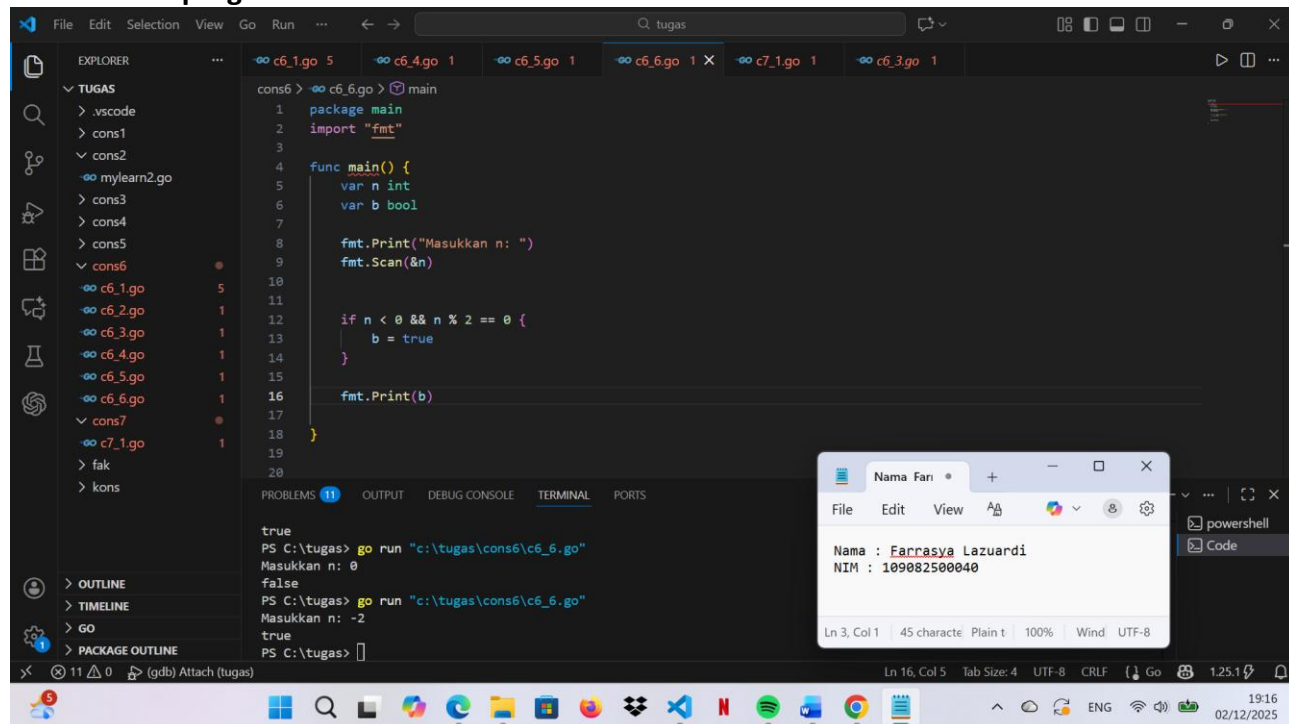 File Edit Selection View Go Run ··· ← → tugas
EXPLORER ···
TUGAS
.vscode
cons1
cons2
mylearn2.go
cons3
cons4
cons5
cons6
c6_1.go 5
c6_2.go 1
c6_3.go 1
c6_4.go 1
c6_5.go 1
c6_6.go 1
cons7
c7_1.go 1
fak
kons
OUTLINE
TIMELINE
GO
PACKAGE OUTLINE
c6_1.go 5 c6_4.go 1 c6_5.go 1 c6_6.go 1 X c7_1.go 1 c6_3.go 1
cons6 > c6_6.go > main
1 package main
2 import "fmt"
3
4 func main() {
5 var n int
6 var b bool
7
8 fmt.Print("Masukkan n: ")
9 fmt.Scan(&n)
10
11
12 if n < 0 && n % 2 == 0 {
13 b = true
14 }
15
16 fmt.Print(b)
17
18 }
19
20
PROBLEMS 11 OUTPUT DEBUG CONSOLE TERMINAL PORTS
true
PS C:\tugas> go run "c:\tugas\cons6\c6_6.go"
Masukkan n: 0
false
PS C:\tugas> go run "c:\tugas\cons6\c6_6.go"
Masukkan n: -2
true
PS C:\tugas>
powershell
Code
Nama Farr
File Edit View
Nama : Farrasya Lazuardi
NIM : 109082500040
Ln 3, Col 1 45 characte Plain t 100% Wind UTF-8
11 0 (gdb) Attach (tugas) Ln 16, Col 5 Tab Size: 4 UTF-8 CRLF Go 1.25.1
5 ENG 19:16
02/12/2025